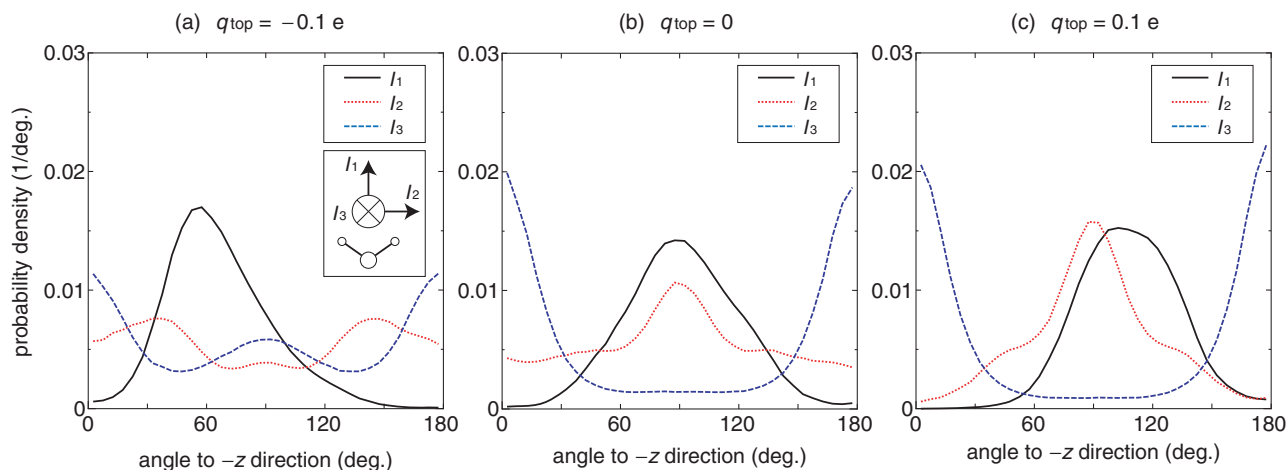 (a) qtop = −0.1 e
(b) qtop = 0
(c) qtop = 0.1 e
probability density (1/deg.)
0.03
0.02
0.01
0
I1
I2
I3
I1
I2
I3
0 60 120 180
angle to −z direction (deg.)
0.03
0.02
0.01
0
I1
I2
I3
0 60 120 180
angle to −z direction (deg.)
0.03
0.02
0.01
0
I1
I2
I3
0 60 120 180
angle to −z direction (deg.)